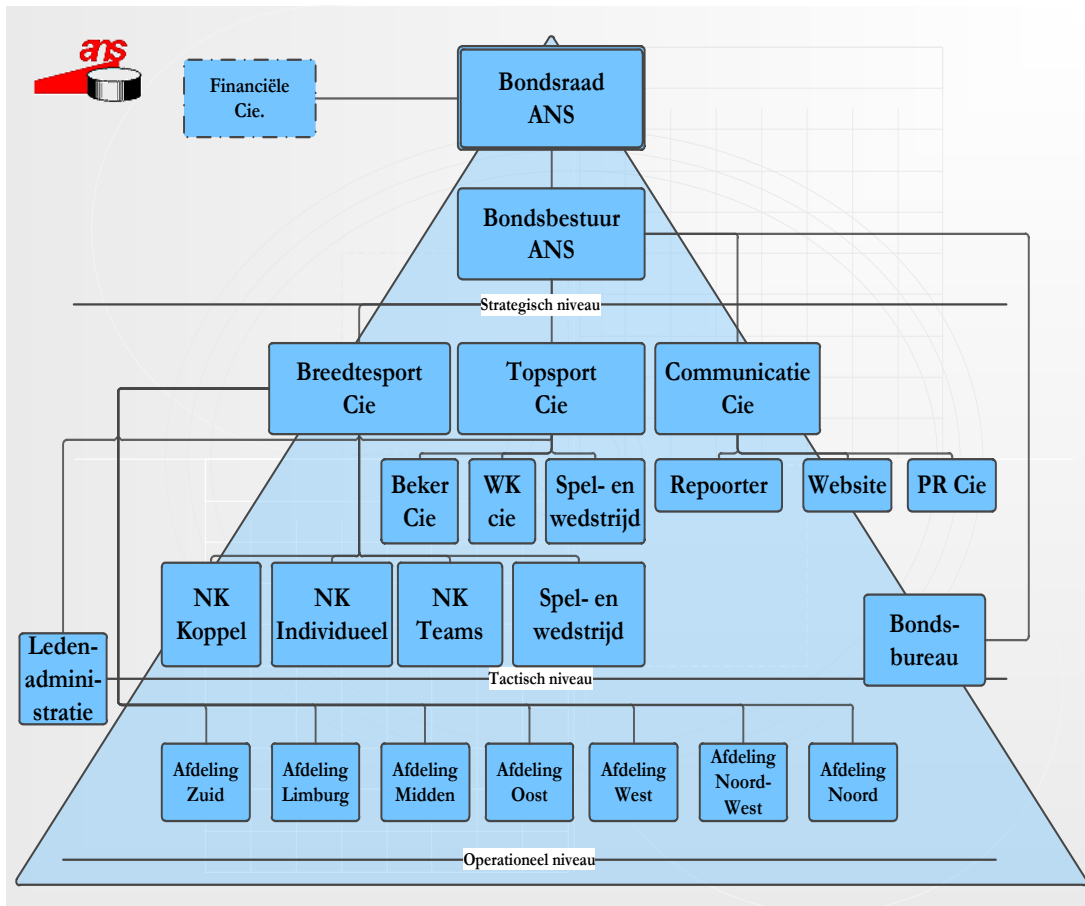 ans
Financiële
Cie.
Bondsraad
ANS
Bondsbestuur
ANS
Strategisch niveau
Breedtesport
Cie
Topsport
Cie
Communicatie
Cie
Beker
Cie
WK
cie
Spel- en
wedstrijd
Repoorter
Website
PR Cie
NK
Koppel
NK
Individueel
NK
Teams
Spel- en
wedstrijd
Bonds-
bureau
Leden-
admini-
stratie
Tactisch niveau
Afdeling
Zuid
Afdeling
Limburg
Afdeling
Midden
Afdeling
Oost
Afdeling
West
Afdeling
Noord-
West
Afdeling
Noord
Operationeel niveau